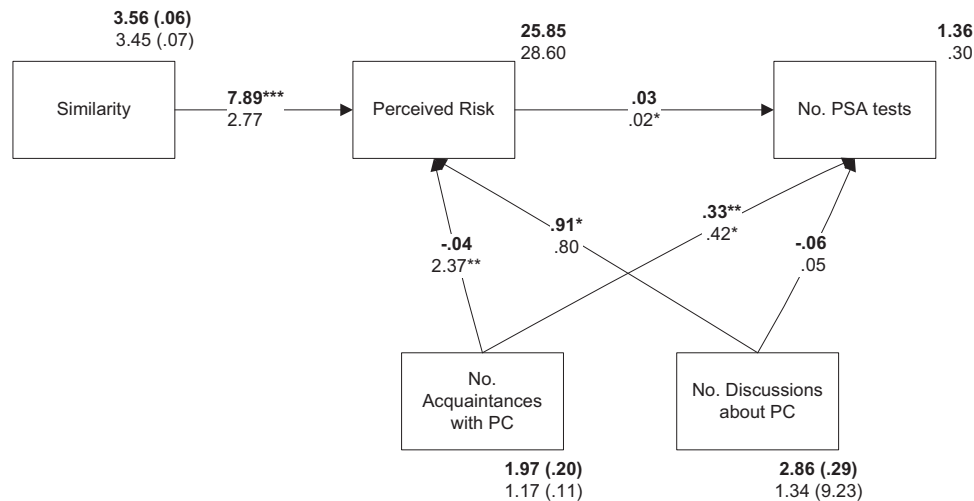 3.56 (.06)
3.45 (.07)
25.85
28.60
1.36
.30
Similarity
7.89***
2.77
Perceived Risk
.03
.02*
No. PSA tests
-.04
2.37**
.91*
.80
.33**
.42*
-.06
.05
No.
Acquaintances
with PC
No. Discussions
about PC
1.97 (.20)
1.17 (.11)
2.86 (.29)
1.34 (9.23)